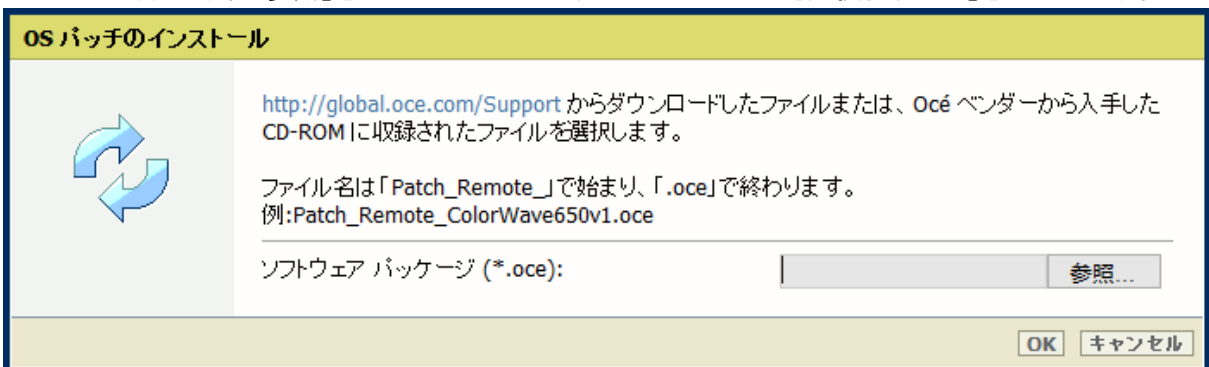 OS パッチのインストール
http://global.oce.com/Support からダウンロードしたファイルまたは、Océ ベンダーから入手した
CD-ROM に収録されたファイルを選択します。
ファイル名は「Patch_Remote_」で始まり、「.oce」で終わります。
例:Patch_Remote_ColorWave650v1.oce
ソフトウェア パッケージ (*.oce):
参照...
OK キャンセル